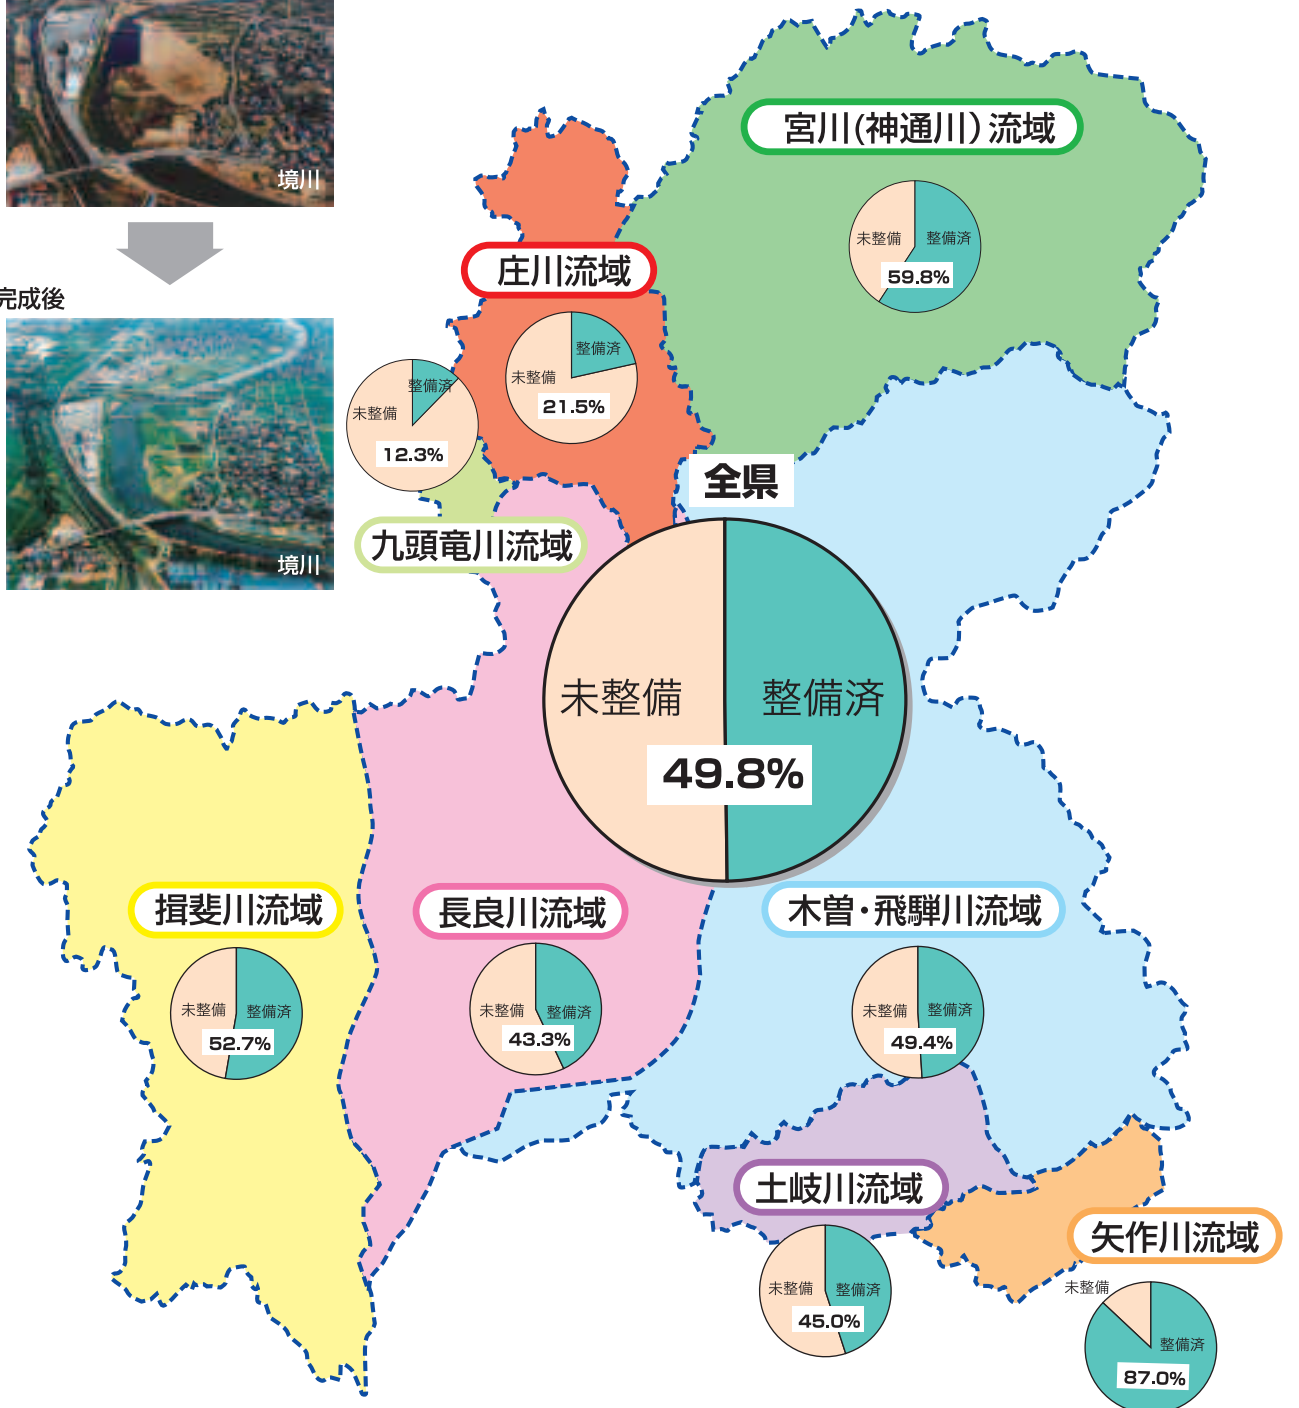 境川
完成後
境川
宮川(神通川)流域
未整備
整備済
59.8%
庄川流域
未整備
整備済
21.5%
未整備
整備済
12.3%
九頭竜川流域
全県
未整備
整備済
49.8%
揖斐川流域
未整備
整備済
52.7%
長良川流域
未整備
整備済
43.3%
木曽・飛騨川流域
未整備
整備済
49.4%
土岐川流域
未整備
整備済
45.0%
矢作川流域
未整備
整備済
87.0%